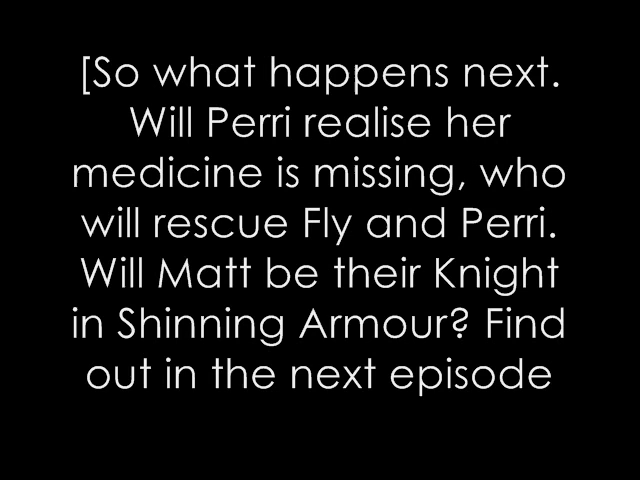 [So what happens next.
Will Perri realise her
medicine is missing, who
will rescue Fly and Perri.
Will Matt be their Knight
in Shinning Armour? Find
out in the next episode